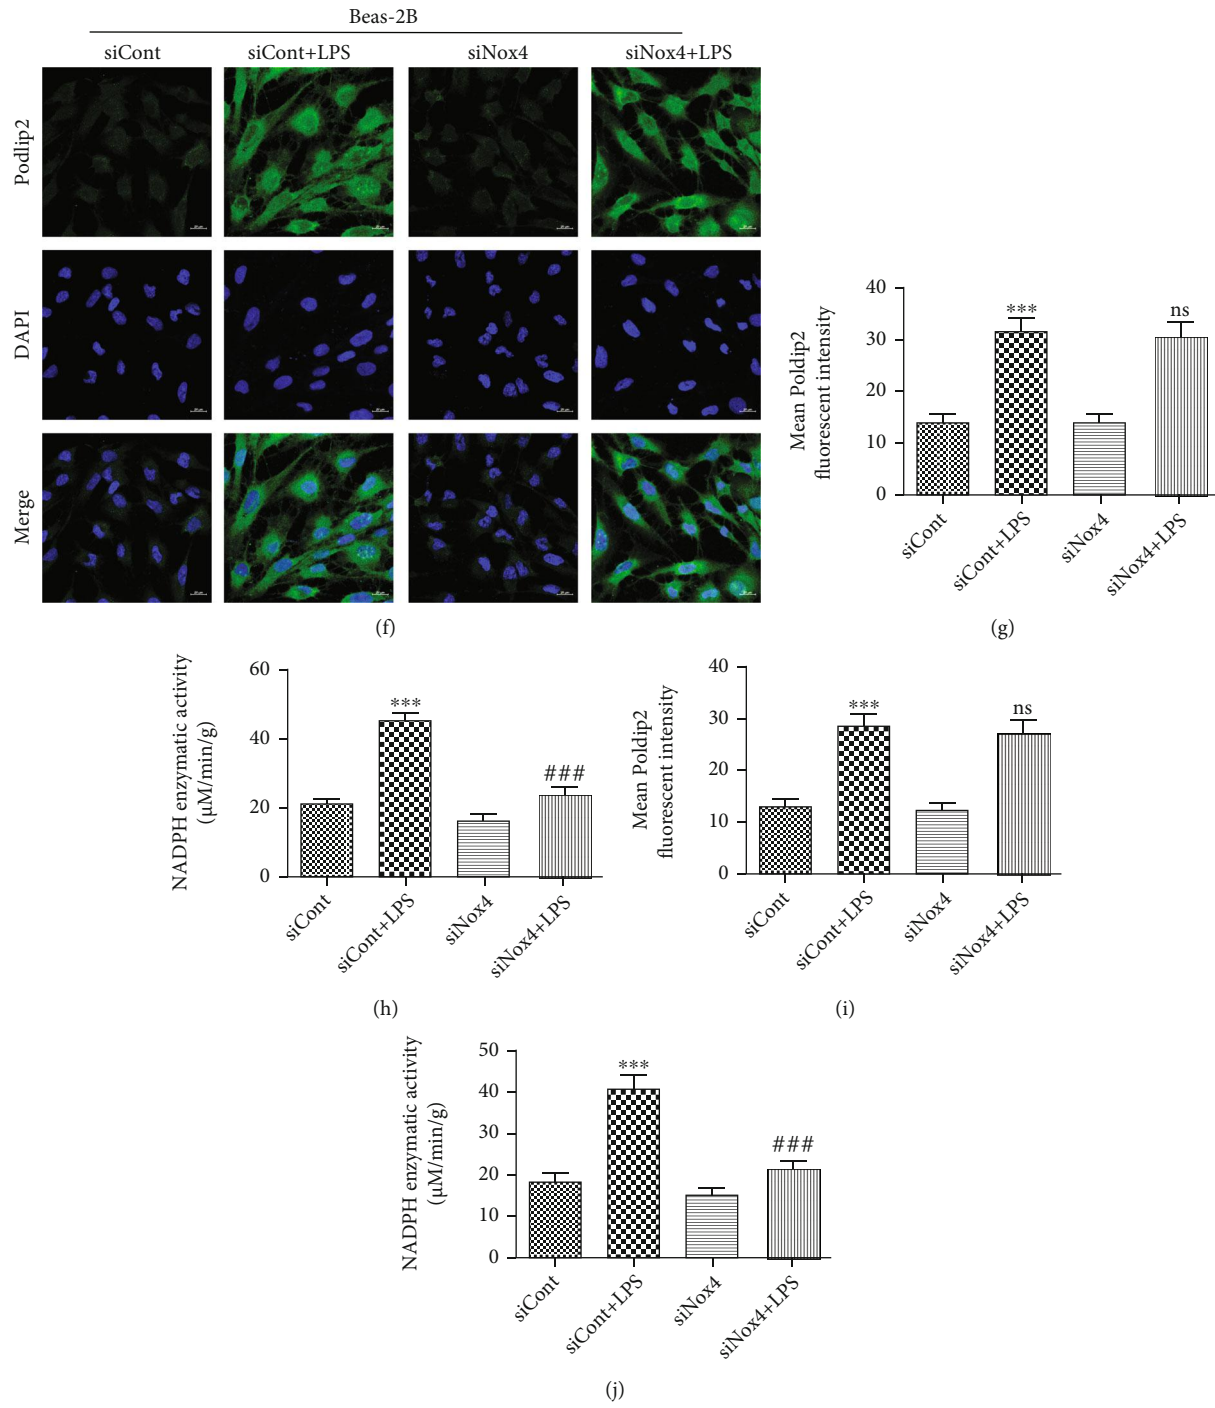 Beas-2B
siCont siCont+LPS siNox4 siNox4+LPS
Podlip2
DAPI
Merge
(f)
Mean Poldip2
fluorescent intensity
40
30
20
10
0
***
ns
siCont
siCont+LPS
siNox4
siNox4+LPS
(g)
NADPH enzymatic activity
(μM/min/g)
60
40
20
0
***
###
siCont
siCont+LPS
siNox4
siNox4+LPS
(h)
Mean Poldip2
fluorescent intensity
40
30
20
10
0
***
ns
siCont
siCont+LPS
siNox4
siNox4+LPS
(i)
NADPH enzymatic activity
(μM/min/g)
50
40
30
20
10
0
***
###
siCont
siCont+LPS
siNox4
siNox4+LPS
(j)